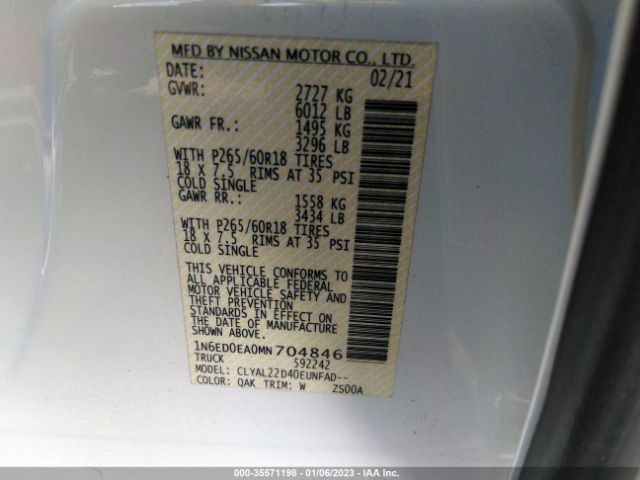 MFD BY NISSAN MOTOR CO., LTD.
DATE: 02/21
GVWR: 2727 KG
6012 LB
GAWR FR.: 1495 KG
3296 LB
WITH P265/60R18 TIRES
18 X 7.5 RIMS AT 35 PSI
COLD SINGLE
GAWR RR.: 1558 KG
3434 LB
WITH P265/60R18 TIRES
18 X 7.5 RIMS AT 35 PSI
COLD SINGLE
THIS VEHICLE CONFORMS TO
ALL APPLICABLE FEDERAL
MOTOR VEHICLE SAFETY AND
THEFT PREVENTION
STANDARDS IN EFFECT ON
THE DATE OF MANUFACTURE
SHOWN ABOVE.
1N6ED0EA0MN704846
TRUCK 592242
MODEL: CLYAL22D40EUNFAD--
COLOR: QAK TRIM: W ZS00A
000-35571198 - 01/06/2023 - IAA Inc.